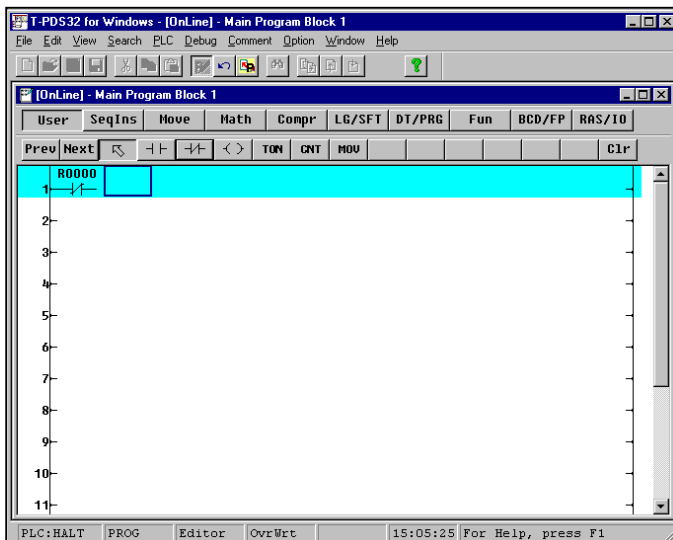 T-PDS32 for Windows - [OnLine] - Main Program Block 1
File Edit View Search PLC Debug Comment Option Window Help
[OnLine] - Main Program Block 1
User SeqIns Move Math Compr LG/SFT DT/PRG Fun BCD/FP RAS/IO
Prev Next TON CNT MOV Clr
R0000
1
2
3
4
5
6
7
8
9
10
11
PLC:HALT PROG Editor OvrWrt 15:05:25 For Help, press F1